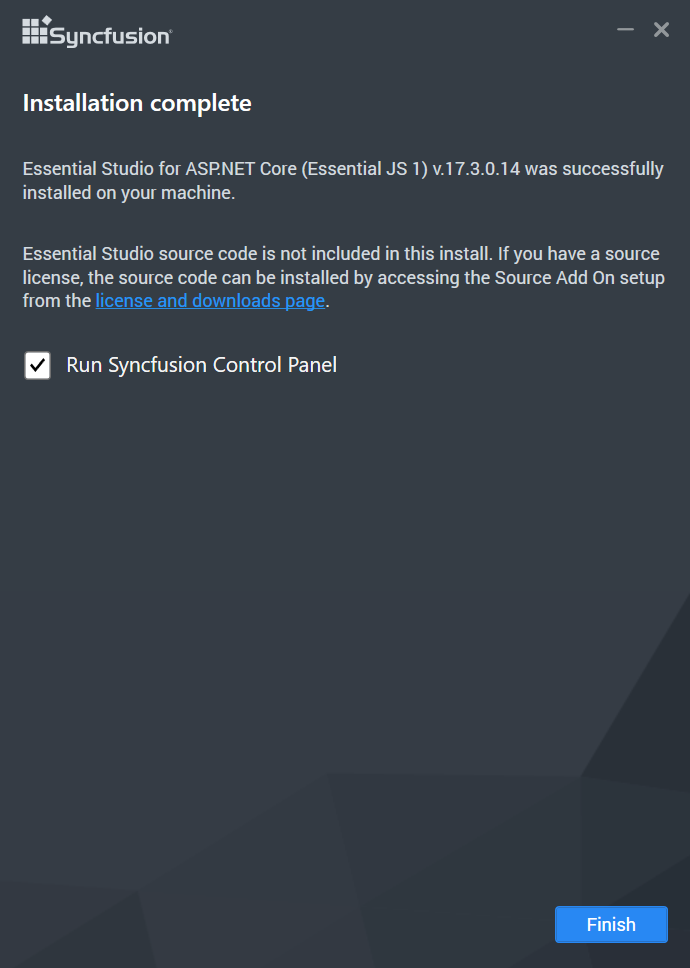 Syncfusion
Installation complete
Essential Studio for ASP.NET Core (Essential JS 1) v.17.3.0.14 was successfully
installed on your machine.
Essential Studio source code is not included in this install. If you have a source
license, the source code can be installed by accessing the Source Add On setup
from the license and downloads page.
Run Syncfusion Control Panel
Finish